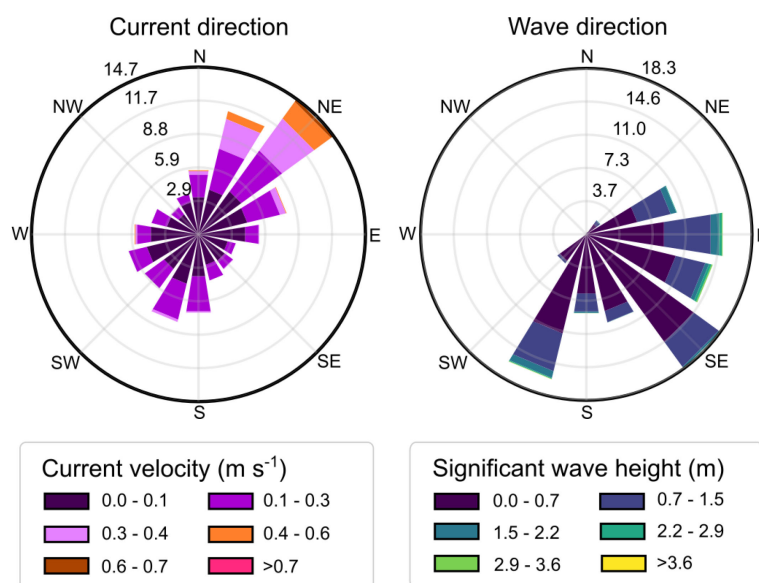 Current direction
Wave direction
N
14.7
11.7
8.8
5.9
2.9
NW
NE
W
E
SW
SE
S
N
18.3
14.6
11.0
7.3
3.7
NW
NE
W
SW
SE
S
Current velocity (m s⁻¹)
0.0 - 0.1
0.1 - 0.3
0.3 - 0.4
0.4 - 0.6
0.6 - 0.7
>0.7
Significant wave height (m)
0.0 - 0.7
0.7 - 1.5
1.5 - 2.2
2.2 - 2.9
2.9 - 3.6
>3.6